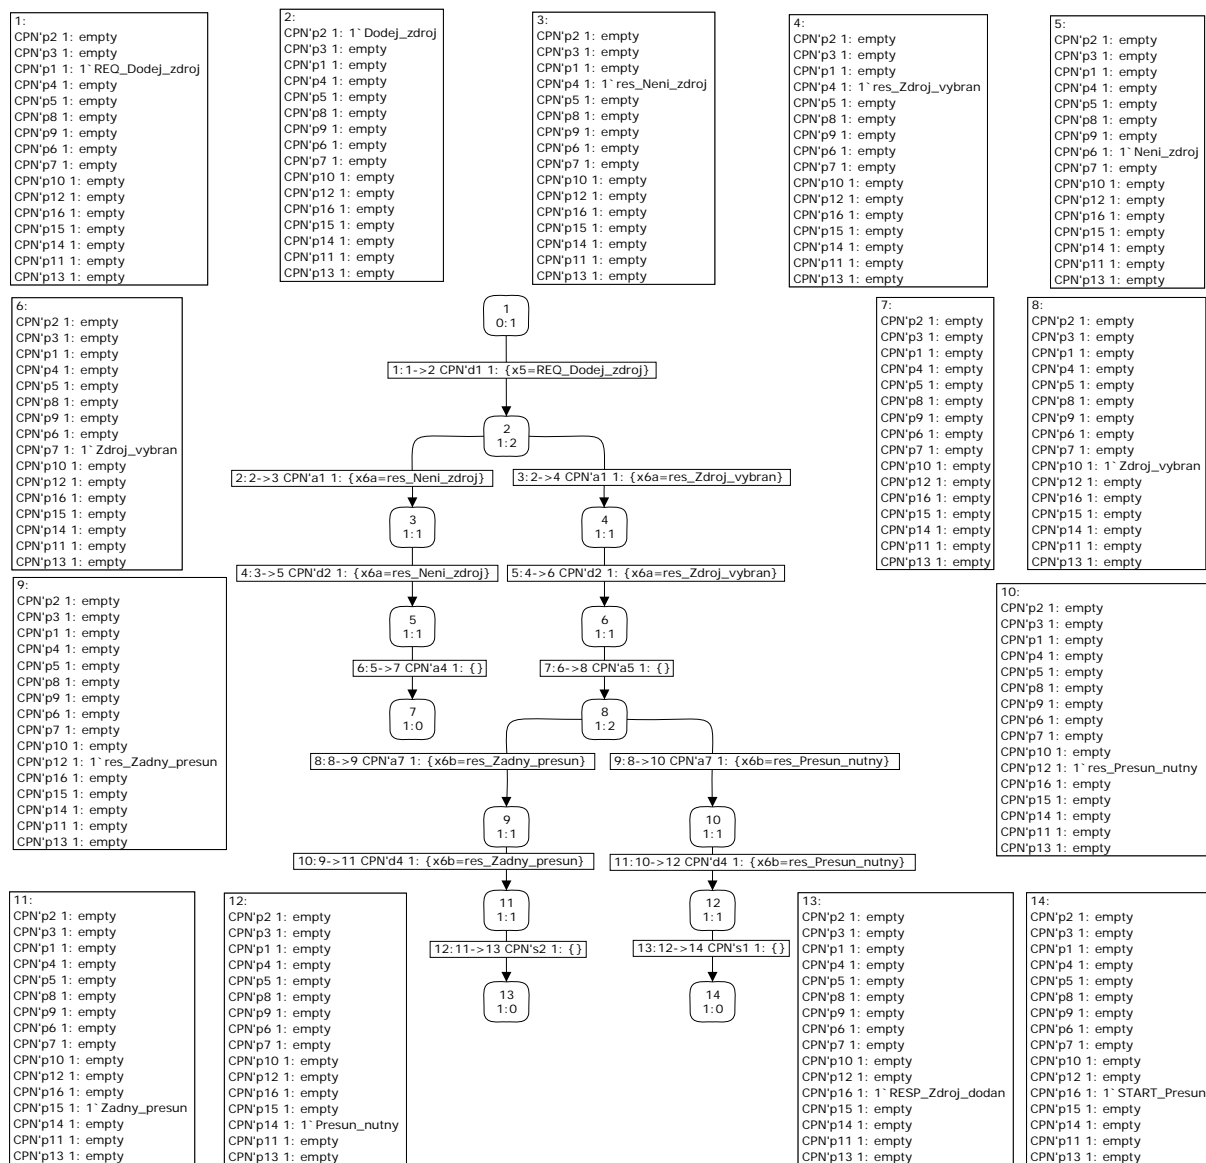 1:
CPN'p2 1: empty
CPN'p3 1: empty
CPN'p1 1: 1`REQ_Dodej_zdroj
CPN'p4 1: empty
CPN'p5 1: empty
CPN'p8 1: empty
CPN'p9 1: empty
CPN'p6 1: empty
CPN'p7 1: empty
CPN'p10 1: empty
CPN'p12 1: empty
CPN'p16 1: empty
CPN'p15 1: empty
CPN'p14 1: empty
CPN'p11 1: empty
CPN'p13 1: empty
2:
CPN'p2 1: 1`Dodej_zdroj
CPN'p3 1: empty
CPN'p1 1: empty
CPN'p4 1: empty
CPN'p5 1: empty
CPN'p8 1: empty
CPN'p9 1: empty
CPN'p6 1: empty
CPN'p7 1: empty
CPN'p10 1: empty
CPN'p12 1: empty
CPN'p16 1: empty
CPN'p15 1: empty
CPN'p14 1: empty
CPN'p11 1: empty
CPN'p13 1: empty
3:
CPN'p2 1: empty
CPN'p3 1: empty
CPN'p1 1: empty
CPN'p4 1: 1`res_Neni_zdroj
CPN'p5 1: empty
CPN'p8 1: empty
CPN'p9 1: empty
CPN'p6 1: empty
CPN'p7 1: empty
CPN'p10 1: empty
CPN'p12 1: empty
CPN'p16 1: empty
CPN'p15 1: empty
CPN'p14 1: empty
CPN'p11 1: empty
CPN'p13 1: empty
4:
CPN'p2 1: empty
CPN'p3 1: empty
CPN'p1 1: empty
CPN'p4 1: 1`res_Zdroj_vybran
CPN'p5 1: empty
CPN'p8 1: empty
CPN'p9 1: empty
CPN'p6 1: empty
CPN'p7 1: empty
CPN'p10 1: empty
CPN'p12 1: empty
CPN'p16 1: empty
CPN'p15 1: empty
CPN'p14 1: empty
CPN'p11 1: empty
CPN'p13 1: empty
5:
CPN'p2 1: empty
CPN'p3 1: empty
CPN'p1 1: empty
CPN'p4 1: empty
CPN'p5 1: empty
CPN'p8 1: empty
CPN'p9 1: empty
CPN'p6 1: 1`Neni_zdroj
CPN'p7 1: empty
CPN'p10 1: empty
CPN'p12 1: empty
CPN'p16 1: empty
CPN'p15 1: empty
CPN'p14 1: empty
CPN'p11 1: empty
CPN'p13 1: empty
6:
CPN'p2 1: empty
CPN'p3 1: empty
CPN'p1 1: empty
CPN'p4 1: empty
CPN'p5 1: empty
CPN'p8 1: empty
CPN'p9 1: empty
CPN'p6 1: empty
CPN'p7 1: 1`Zdroj_vybran
CPN'p10 1: empty
CPN'p12 1: empty
CPN'p16 1: empty
CPN'p15 1: empty
CPN'p14 1: empty
CPN'p11 1: empty
CPN'p13 1: empty
1
0:1
1:1->2 CPN'd1 1: {x5=REQ_Dodej_zdroj}
2
1:2
2:2->3 CPN'a1 1: {x6a=res_Neni_zdroj}
3:2->4 CPN'a1 1: {x6a=res_Zdroj_vybran}
3
1:1
4
1:1
4:3->5 CPN'd2 1: {x6a=res_Neni_zdroj}
5:4->6 CPN'd2 1: {x6a=res_Zdroj_vybran}
5
1:1
6
1:1
6:5->7 CPN'a4 1: {}
7:6->8 CPN'a5 1: {}
7
1:0
8
1:2
8:8->9 CPN'a7 1: {x6b=res_Zadny_presun}
9:8->10 CPN'a7 1: {x6b=res_Presun_nutny}
9
1:1
10
1:1
10:9->11 CPN'd4 1: {x6b=res_Zadny_presun}
11:10->12 CPN'd4 1: {x6b=res_Presun_nutny}
11
1:1
12
1:1
12:11->13 CPN's2 1: {}
13:12->14 CPN's1 1: {}
13
1:0
14
1:0
7:
CPN'p2 1: empty
CPN'p3 1: empty
CPN'p1 1: empty
CPN'p4 1: empty
CPN'p5 1: empty
CPN'p8 1: empty
CPN'p9 1: empty
CPN'p6 1: empty
CPN'p7 1: empty
CPN'p10 1: empty
CPN'p12 1: empty
CPN'p16 1: empty
CPN'p15 1: empty
CPN'p14 1: empty
CPN'p11 1: empty
CPN'p13 1: empty
8:
CPN'p2 1: empty
CPN'p3 1: empty
CPN'p1 1: empty
CPN'p4 1: empty
CPN'p5 1: empty
CPN'p8 1: empty
CPN'p9 1: empty
CPN'p6 1: empty
CPN'p7 1: empty
CPN'p10 1: 1`Zdroj_vybran
CPN'p12 1: empty
CPN'p16 1: empty
CPN'p15 1: empty
CPN'p14 1: empty
CPN'p11 1: empty
CPN'p13 1: empty
9:
CPN'p2 1: empty
CPN'p3 1: empty
CPN'p1 1: empty
CPN'p4 1: empty
CPN'p5 1: empty
CPN'p8 1: empty
CPN'p9 1: empty
CPN'p6 1: empty
CPN'p7 1: empty
CPN'p10 1: empty
CPN'p12 1: 1`res_Zadny_presun
CPN'p16 1: empty
CPN'p15 1: empty
CPN'p14 1: empty
CPN'p11 1: empty
CPN'p13 1: empty
10:
CPN'p2 1: empty
CPN'p3 1: empty
CPN'p1 1: empty
CPN'p4 1: empty
CPN'p5 1: empty
CPN'p8 1: empty
CPN'p9 1: empty
CPN'p6 1: empty
CPN'p7 1: empty
CPN'p10 1: empty
CPN'p12 1: 1`res_Presun_nutny
CPN'p16 1: empty
CPN'p15 1: empty
CPN'p14 1: empty
CPN'p11 1: empty
CPN'p13 1: empty
11:
CPN'p2 1: empty
CPN'p3 1: empty
CPN'p1 1: empty
CPN'p4 1: empty
CPN'p5 1: empty
CPN'p8 1: empty
CPN'p9 1: empty
CPN'p6 1: empty
CPN'p7 1: empty
CPN'p10 1: empty
CPN'p12 1: empty
CPN'p16 1: empty
CPN'p15 1: 1`Zadny_presun
CPN'p14 1: empty
CPN'p11 1: empty
CPN'p13 1: empty
12:
CPN'p2 1: empty
CPN'p3 1: empty
CPN'p1 1: empty
CPN'p4 1: empty
CPN'p5 1: empty
CPN'p8 1: empty
CPN'p9 1: empty
CPN'p6 1: empty
CPN'p7 1: empty
CPN'p10 1: empty
CPN'p12 1: empty
CPN'p16 1: empty
CPN'p15 1: empty
CPN'p14 1: 1`Presun_nutny
CPN'p11 1: empty
CPN'p13 1: empty
13:
CPN'p2 1: empty
CPN'p3 1: empty
CPN'p1 1: empty
CPN'p4 1: empty
CPN'p5 1: empty
CPN'p8 1: empty
CPN'p9 1: empty
CPN'p6 1: empty
CPN'p7 1: empty
CPN'p10 1: empty
CPN'p12 1: empty
CPN'p16 1: 1`RESP_Zdroj_dodan
CPN'p15 1: empty
CPN'p14 1: empty
CPN'p11 1: empty
CPN'p13 1: empty
14:
CPN'p2 1: empty
CPN'p3 1: empty
CPN'p1 1: empty
CPN'p4 1: empty
CPN'p5 1: empty
CPN'p8 1: empty
CPN'p9 1: empty
CPN'p6 1: empty
CPN'p7 1: empty
CPN'p10 1: empty
CPN'p12 1: empty
CPN'p16 1: 1`START_Presun
CPN'p15 1: empty
CPN'p14 1: empty
CPN'p11 1: empty
CPN'p13 1: empty